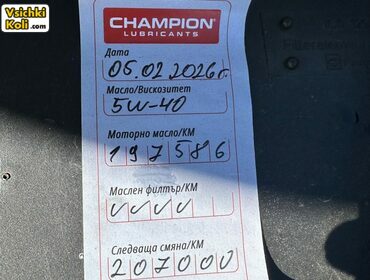 Vsichki
Koli.com
CHAMPION
LUBRICANTS
Дата
05.02.2026г.
Масло/Вискозитет
5W-40
Моторно масло/КМ
197586
Маслен филтър/КМ
Следваща смяна/КМ
207000